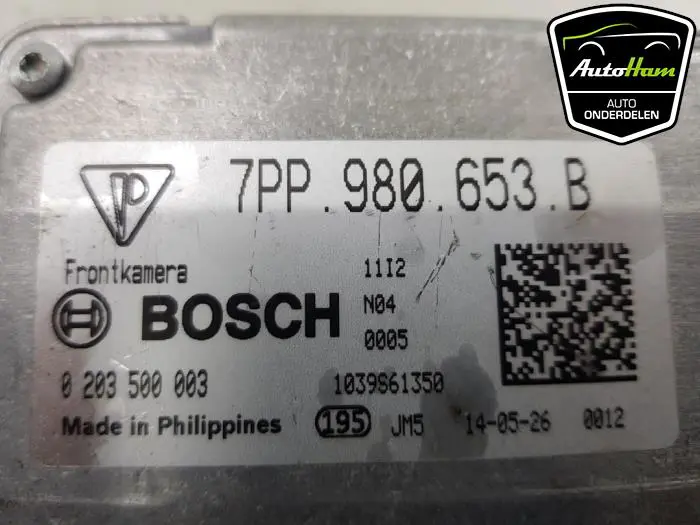 AutoHam
AUTO
ONDERDELEN
7PP.980.653.B
Frontkamera
11I2
N04
BOSCH
0005
0 203 500 003
1039S61350
Made in Philippines
195
JM5
14-05-26
0012